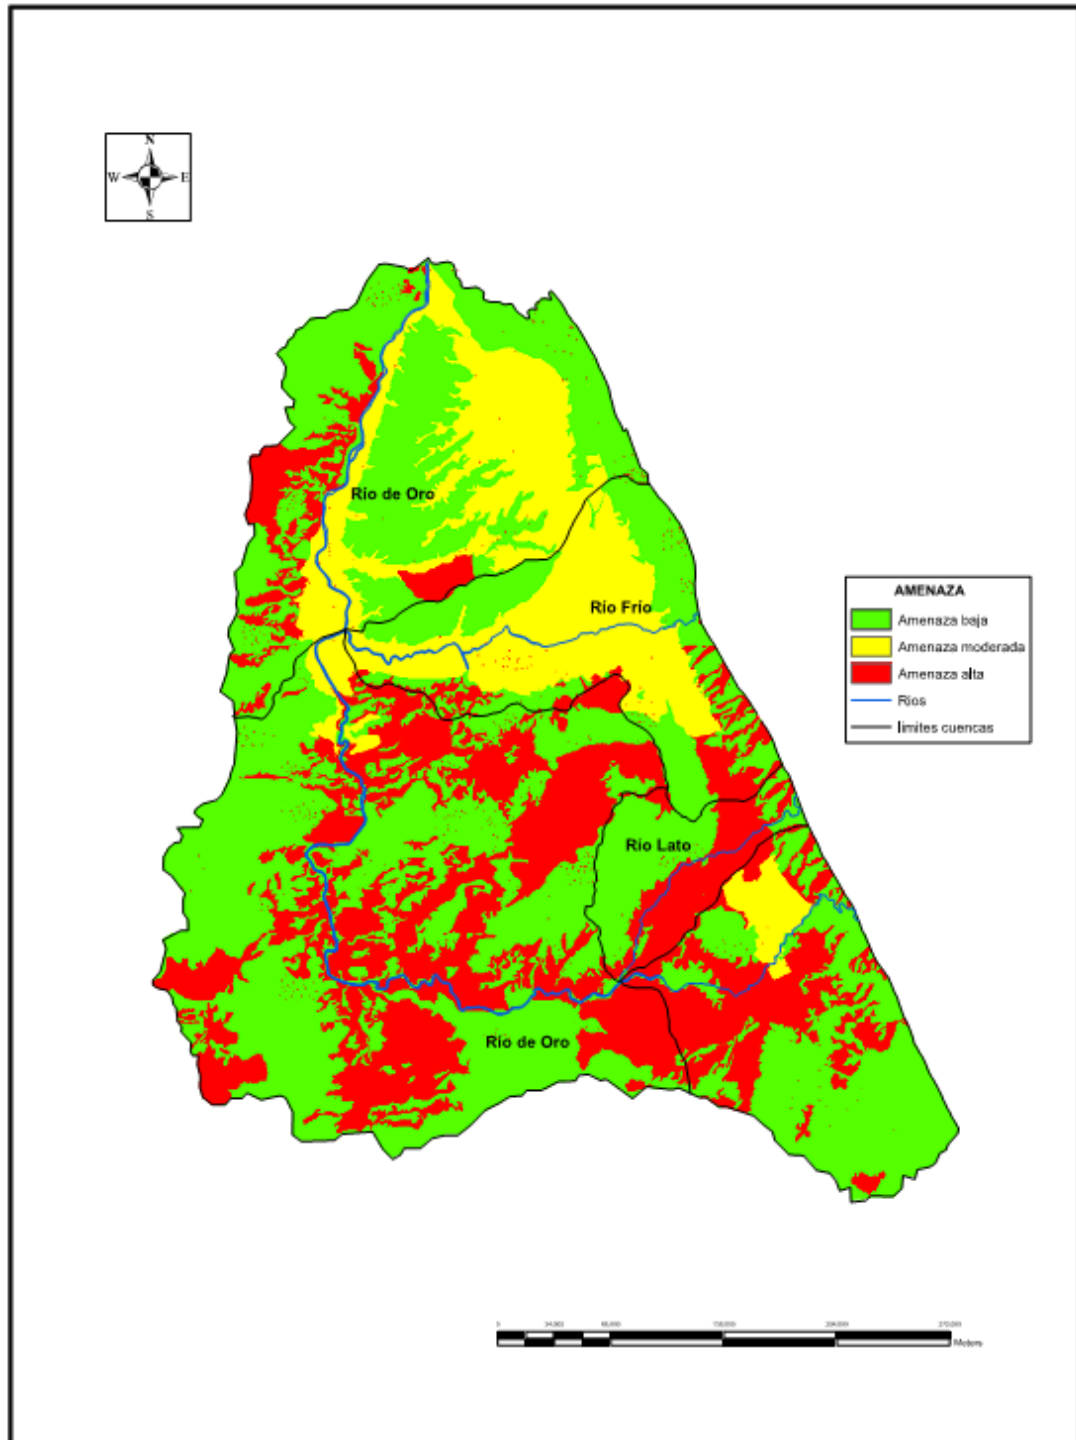 N
W E
S
Río de Oro
Río Frío
AMENAZA
Amenaza baja
Amenaza moderada
Amenaza alta
Ríos
límites cuencas
Río Lato
Río de Oro
0
Meters